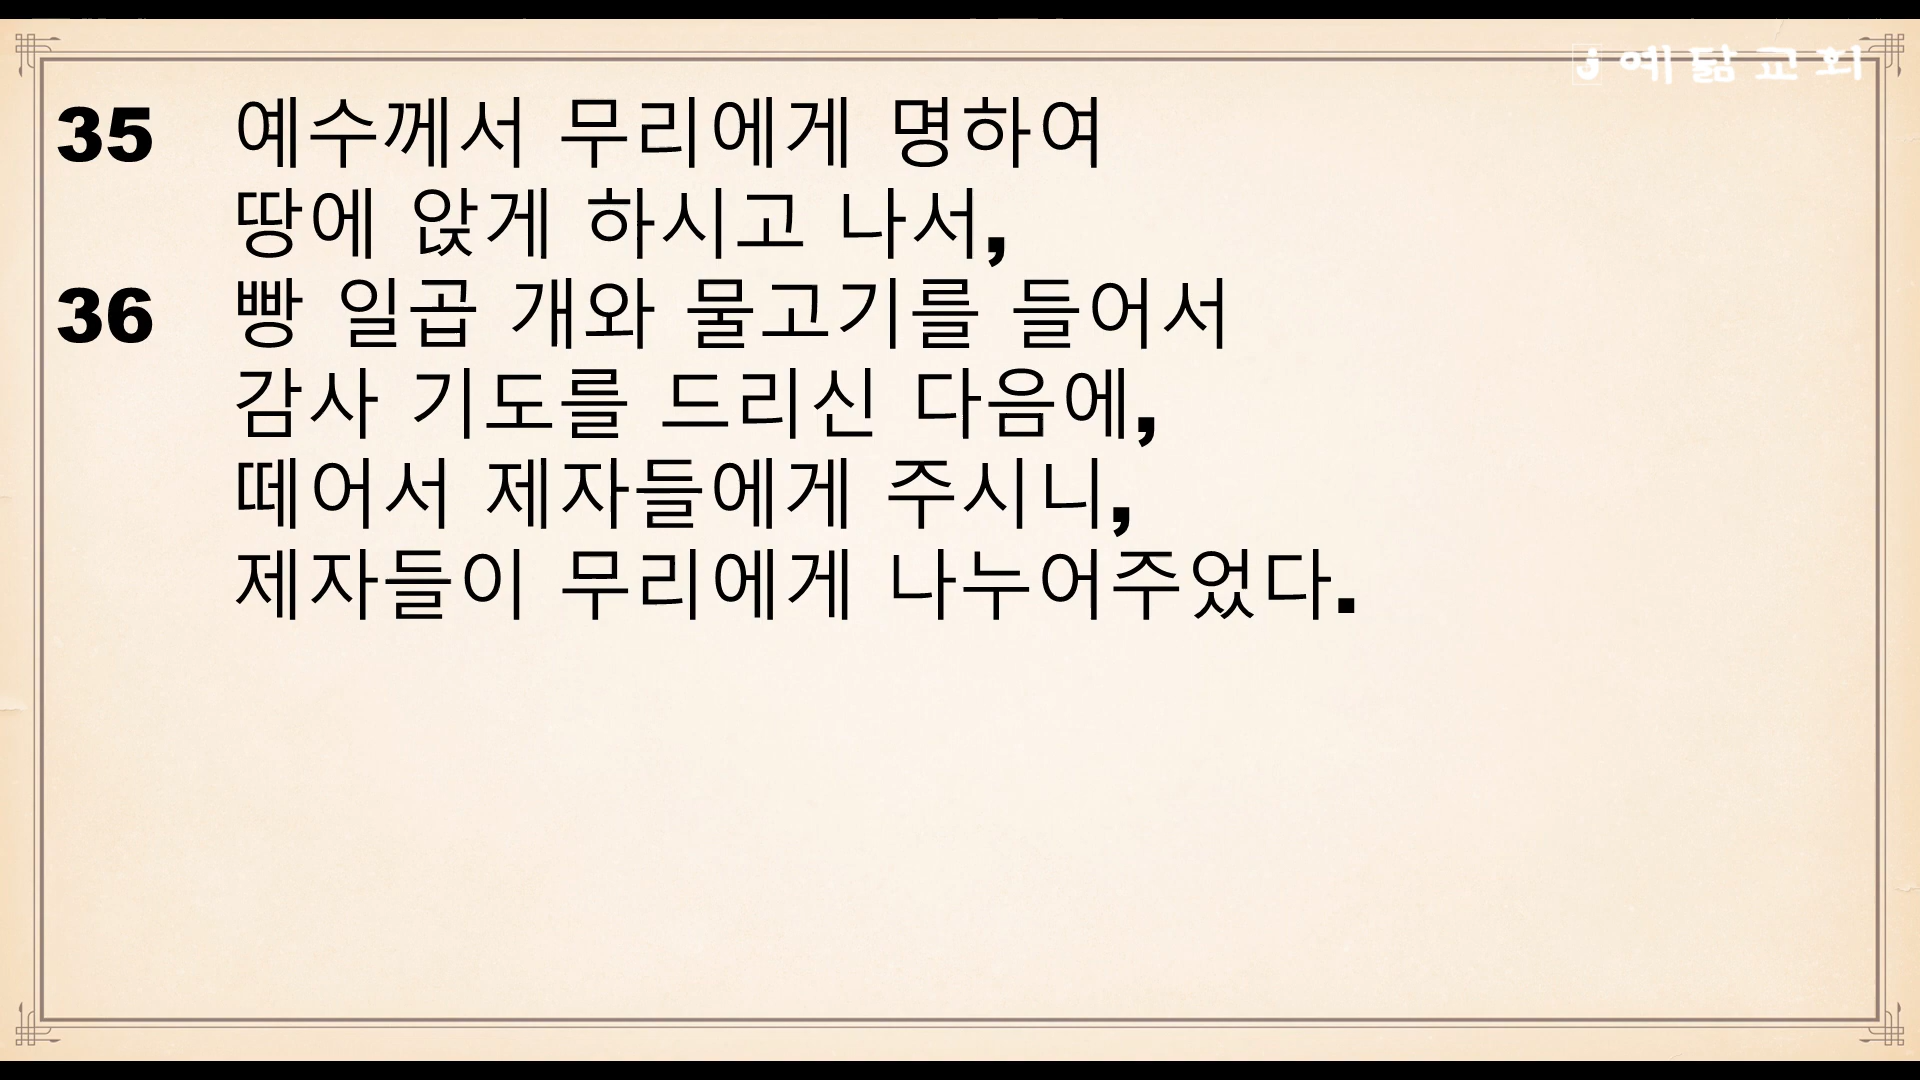 예닮교회
35 예수께서 무리에게 명하여
땅에 앉게 하시고 나서,
36 빵 일곱 개와 물고기를 들어서
감사 기도를 드리신 다음에,
떼어서 제자들에게 주시니,
제자들이 무리에게 나누어주었다.